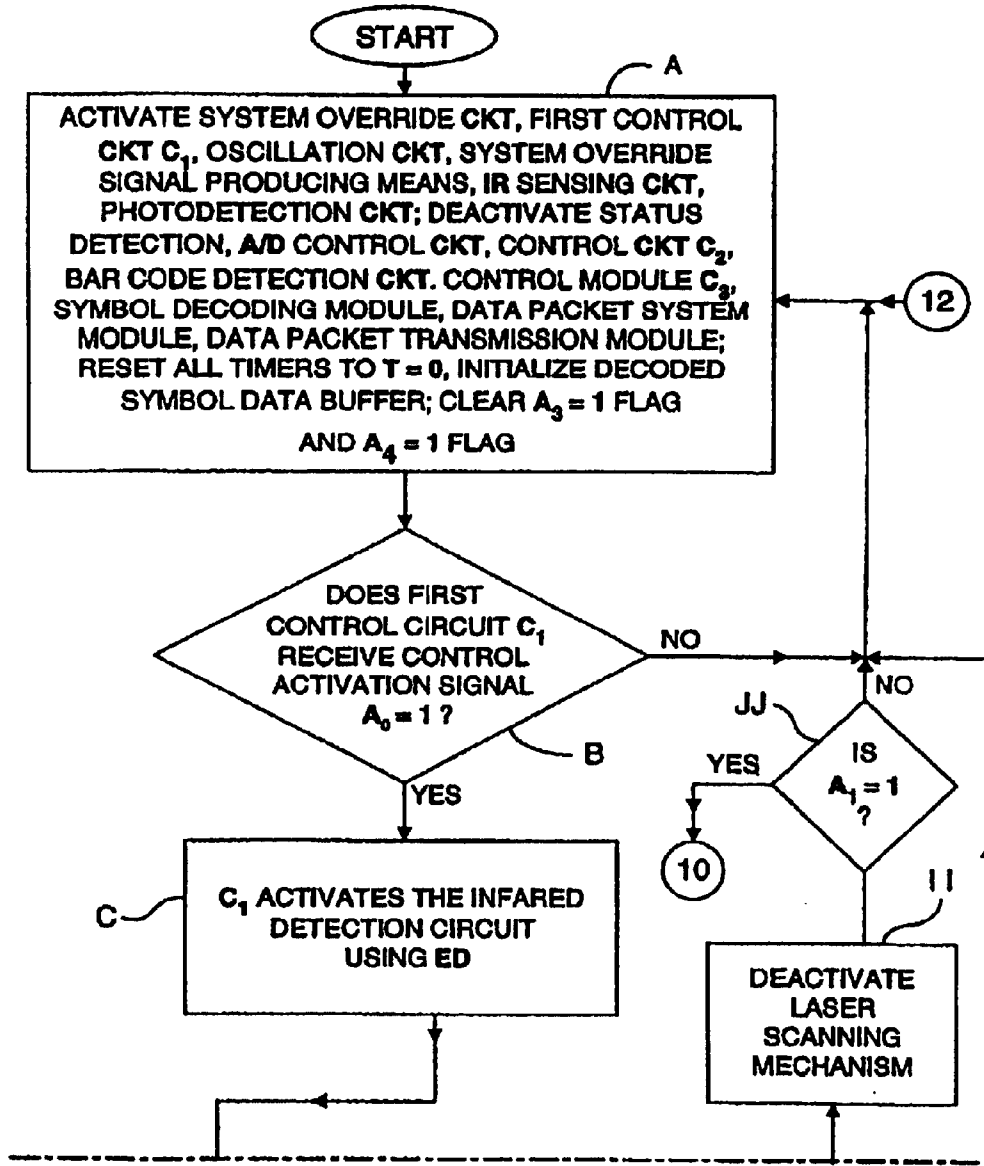 START
A
ACTIVATE SYSTEM OVERRIDE CKT, FIRST CONTROL
CKT C₁, OSCILLATION CKT, SYSTEM OVERRIDE
SIGNAL PRODUCING MEANS, IR SENSING CKT,
PHOTODETECTION CKT; DEACTIVATE STATUS
DETECTION, A/D CONTROL CKT, CONTROL CKT C₂,
BAR CODE DETECTION CKT. CONTROL MODULE C₃,
SYMBOL DECODING MODULE, DATA PACKET SYSTEM
MODULE, DATA PACKET TRANSMISSION MODULE;
RESET ALL TIMERS TO T = 0, INITIALIZE DECODED
SYMBOL DATA BUFFER; CLEAR A₃ = 1 FLAG
AND A₄ = 1 FLAG
12
DOES FIRST
CONTROL CIRCUIT C₁
RECEIVE CONTROL
ACTIVATION SIGNAL
A₀ = 1 ?
NO
B
YES
NO
JJ
IS
A₁ = 1
?
YES
10
C
C₁ ACTIVATES THE INFARED
DETECTION CIRCUIT
USING ED
II
DEACTIVATE
LASER
SCANNING
MECHANISM